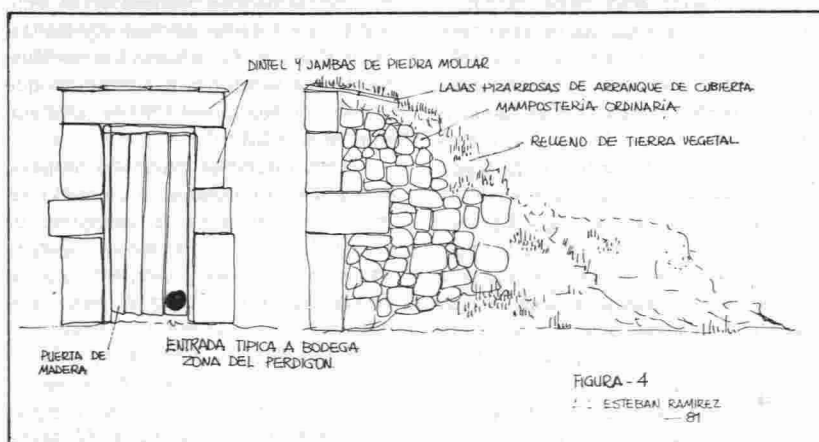 DINTEL Y JAMBAS DE PIEDRA MOLLAR
LAJAS PIZARROSAS DE ARRANQUE DE CUBIERTA
MAMPOSTERIA ORDINARIA
RELLENO DE TIERRA VEGETAL
PUERTA DE
MADERA
ENTRADA TIPICA A BODEGA
ZONA DEL PERDIGON.
FIGURA - 4
ESTEBAN RAMIREZ